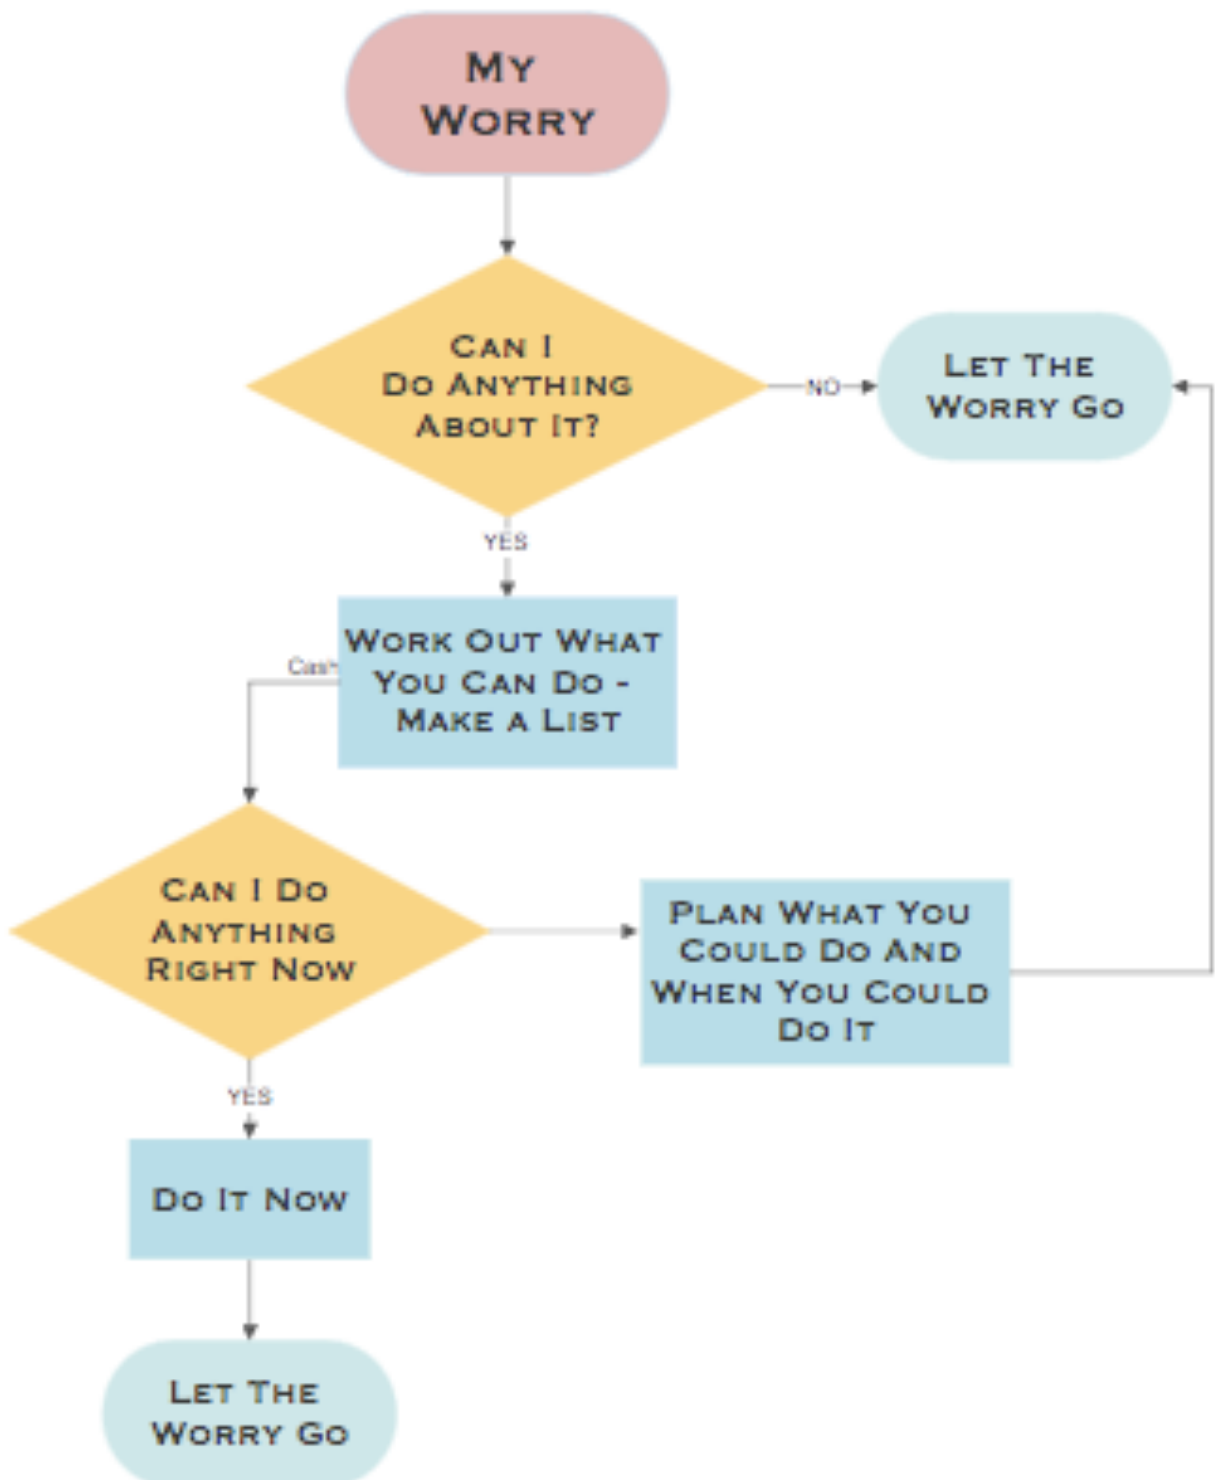 My
Worry
Can I
Do Anything
About It?
NO
Let The
Worry Go
YES
Work Out What
You Can Do -
Make a List
Cash
Can I Do
Anything
Right Now
Plan What You
Could Do And
When You Could
Do It
YES
Do It Now
Let The
Worry Go